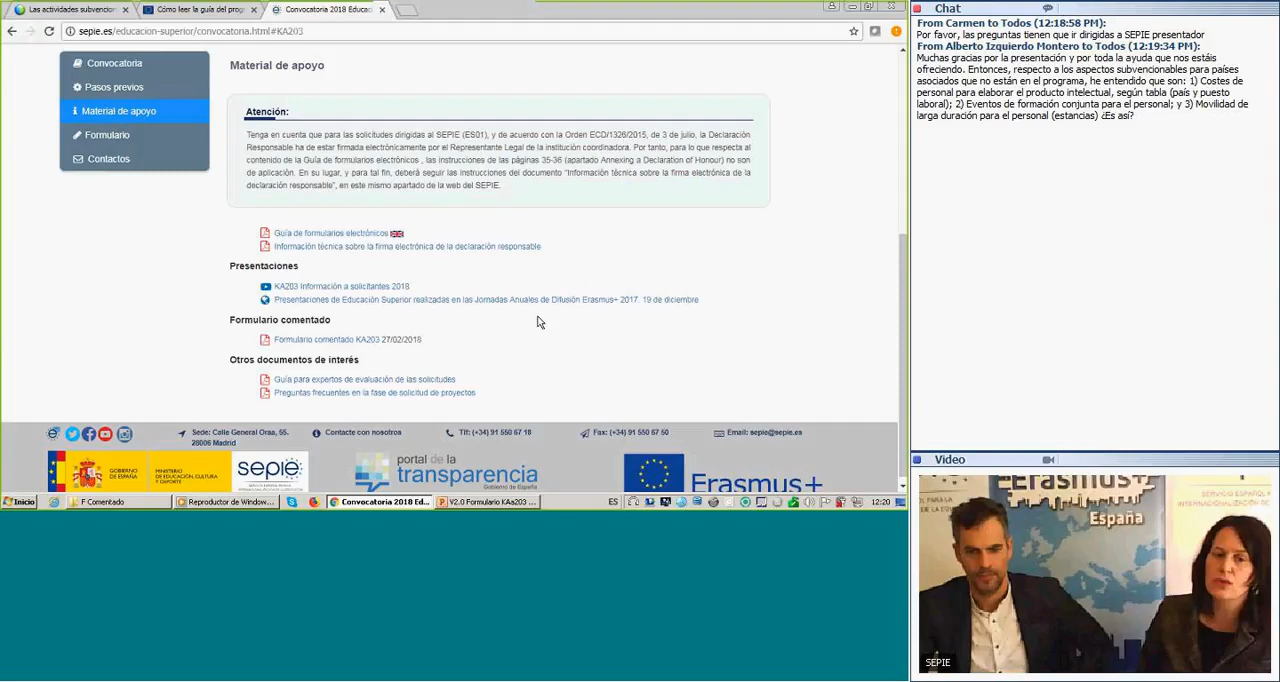 Las actividades subvencion
Cómo leer la guía del prog
Convocatoria 2018 Educac
sepie.es/educacion-superior/convocatoria.html#KA203
Convocatoria
Pasos previos
Material de apoyo
Formulario
Contactos
Material de apoyo
Atención:
Tenga en cuenta que para las solicitudes dirigidas al SEPIE (ES01), y de acuerdo con la Orden ECD/1326/2015, de 3 de julio, la Declaración
Responsable ha de estar firmada electrónicamente por el Representante Legal de la institución coordinadora. Por tanto, para lo que respecta al
contenido de la Guía de formularios electrónicos , las instrucciones de las páginas 35-36 (apartado Annexing a Declaration of Honour) no son
de aplicación. En su lugar, y para tal fin, deberá seguir las instrucciones del documento "Información técnica sobre la firma electrónica de la
declaración responsable", en este mismo apartado de la web del SEPIE.
Guía de formularios electrónicos
Información técnica sobre la firma electrónica de la declaración responsable
Presentaciones
KA203 Información a solicitantes 2018
Presentaciones de Educación Superior realizadas en las Jornadas Anuales de Difusión Erasmus+ 2017. 19 de diciembre
Formulario comentado
Formulario comentado KA203 27/02/2018
Otros documentos de interés
Guía para expertos de evaluación de las solicitudes
Preguntas frecuentes en la fase de solicitud de proyectos
Sede: Calle General Oraa, 55.
28006 Madrid
Contacte con nosotros
Tlf: (+34) 91 550 67 18
Fax: (+34) 91 550 67 50
Email: sepie@sepie.es
GOBIERNO
DE ESPAÑA
MINISTERIO
DE EDUCACIÓN, CULTURA
Y DEPORTE
sepie
portal de la
transparencia
Gobierno de España
Erasmus+
Inicio
F Comentado
Reproductor de Windows...
Convocatoria 2018 Ed...
V2.0 Formulario KAa203 ...
ES
12:20
Chat
From Carmen to Todos (12:18:58 PM):
Por favor, las preguntas tienen que ir dirigidas a SEPIE presentador
From Alberto Izquierdo Montero to Todos (12:19:34 PM):
Muchas gracias por la presentación y por toda la ayuda que nos estáis
ofreciendo. Entonces, respecto a los aspectos subvencionables para países
asociados que no están en el programa, he entendido que son: 1) Costes de
personal para elaborar el producto intelectual, según tabla (país y puesto
laboral); 2) Eventos de formación conjunta para el personal; y 3) Movilidad de
larga duración para el personal (estancias) ¿Es así?
Video
Erasmus+
España
SERVICIO ESPAÑOL
INTERNACIONALIZACIÓN DE
SEPIE